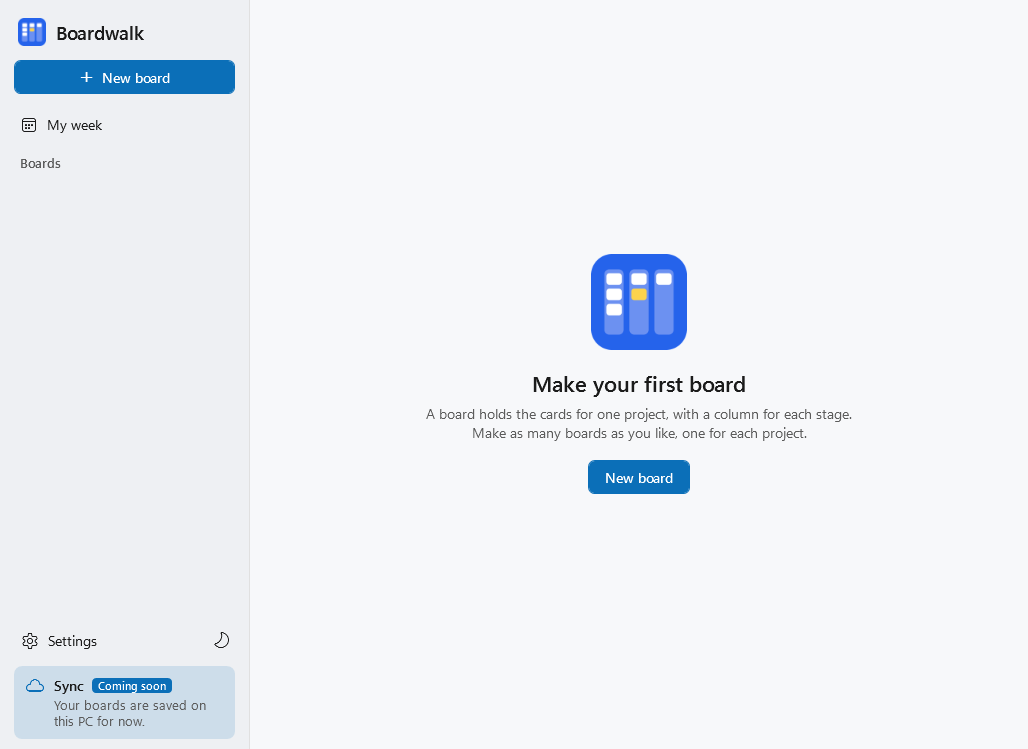 Boardwalk
New board
My week
Boards
Make your first board
A board holds the cards for one project, with a column for each stage.
Make as many boards as you like, one for each project.
New board
Settings
Sync Coming soon
Your boards are saved on
this PC for now.